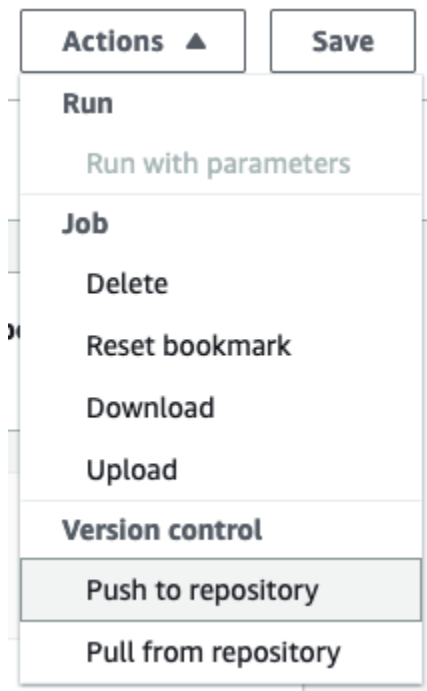 Actions ▲ Save
Run
Run with parameters
Job
Delete
Reset bookmark
Download
Upload
Version control
Push to repository
Pull from repository